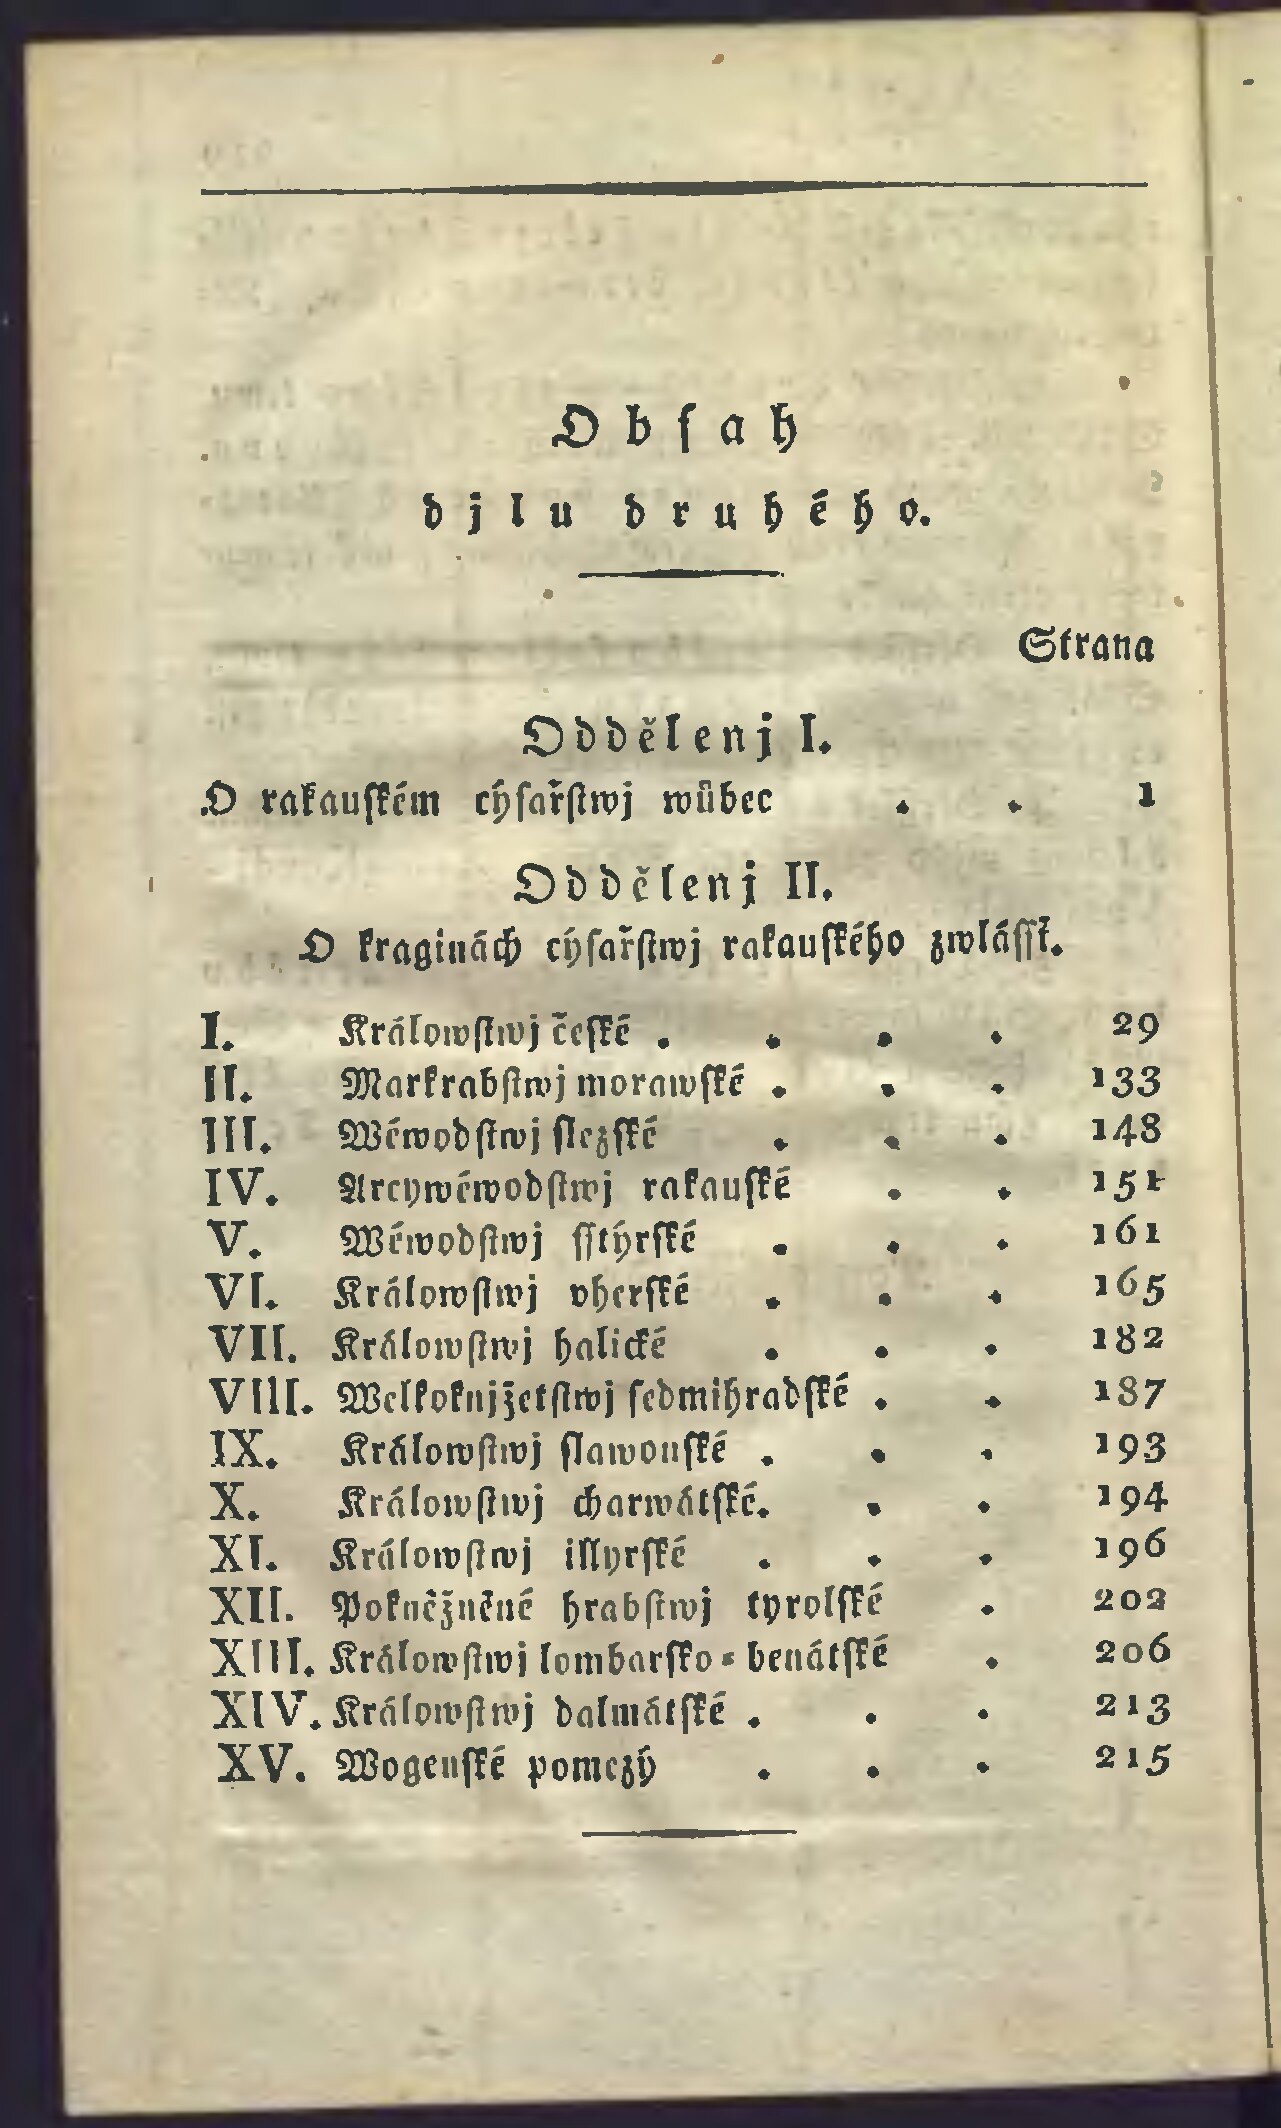 Obſah
djlu druhého.
Strana
Oddělenj I.
O rakauſkém cýſařſtwj wůbec . . 1
Oddělenj II.
O kraginách cýſařſtwj rakauſkého zwláſſť.
I. Králowſtwj českě . . . . 29
II. Markrabſtwj morawſké . . . 133
III. Wéwodſtwj ſlezſké . . . 148
IV. Arcywéwodſtwj rakauſké . . 151
V. Wéwodſtwj ſſtýrſké . . . 161
VI. Králowſtwj vherſké . . . 165
VII. Králowſtwj halické . . . 182
VIII. Welkoknjžetſtwj ſedmihradſké . . 187
IX. Králowſtwj ſlawonſké . . . 193
X. Králowſtwj charwátſké. . . 194
XI. Králowſtwj illyrſké . . . 196
XII. Pokněžněné hrabſtwj tyrolſké . 202
XIII. Králowſtwj lombarſko-benátſké . 206
XIV. Králowſtwj dalmátſké . . . 213
XV. Wogenſké pomezý . . . 215